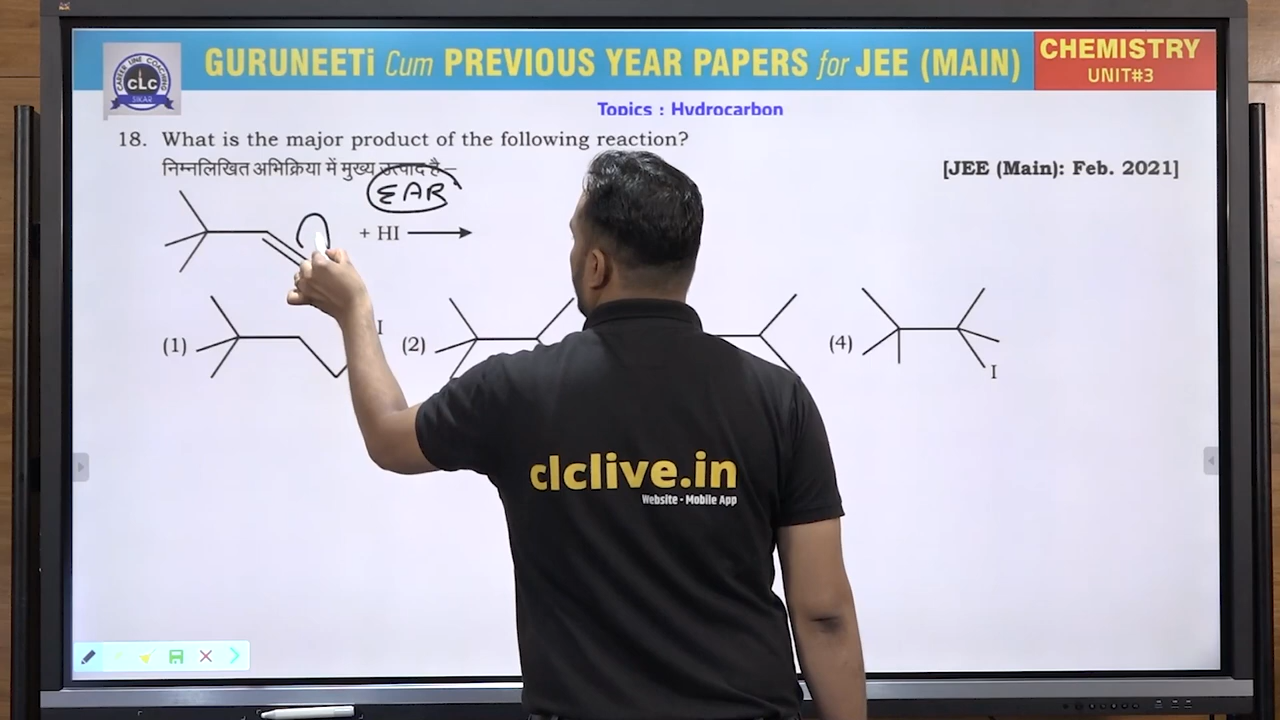 GURUNEETi Cum PREVIOUS YEAR PAPERS for JEE (MAIN)
CHEMISTRY
UNIT#3
CLC
SIKAR
Topics : Hydrocarbon
18. What is the major product of the following reaction?
निम्नलिखित अभिक्रिया में मुख्य उत्पाद है–
[JEE (Main): Feb. 2021]
EAR
+ HI
(1)
I
(2)
(4)
I
clclive.in
Website - Mobile App